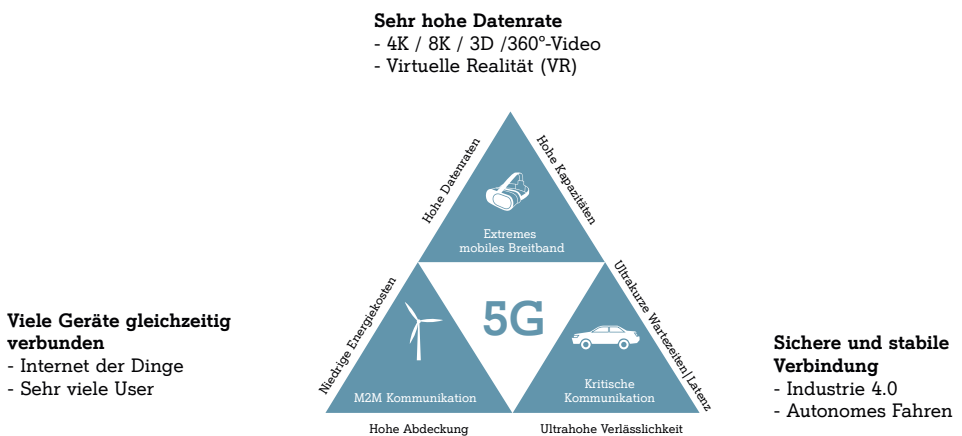 Sehr hohe Datenrate
- 4K / 8K / 3D /360°-Video
- Virtuelle Realität (VR)
Hohe Datenraten
Hohe Kapazitäten
Extremes
mobiles Breitband
Niedrige Energiekosten
5G
Ultrakurze Wartezeiten|Latenz
Viele Geräte gleichzeitig
verbunden
- Internet der Dinge
- Sehr viele User
M2M Kommunikation
Kritische
Kommunikation
Sichere und stabile
Verbindung
- Industrie 4.0
- Autonomes Fahren
Hohe Abdeckung
Ultrahohe Verlässlichkeit